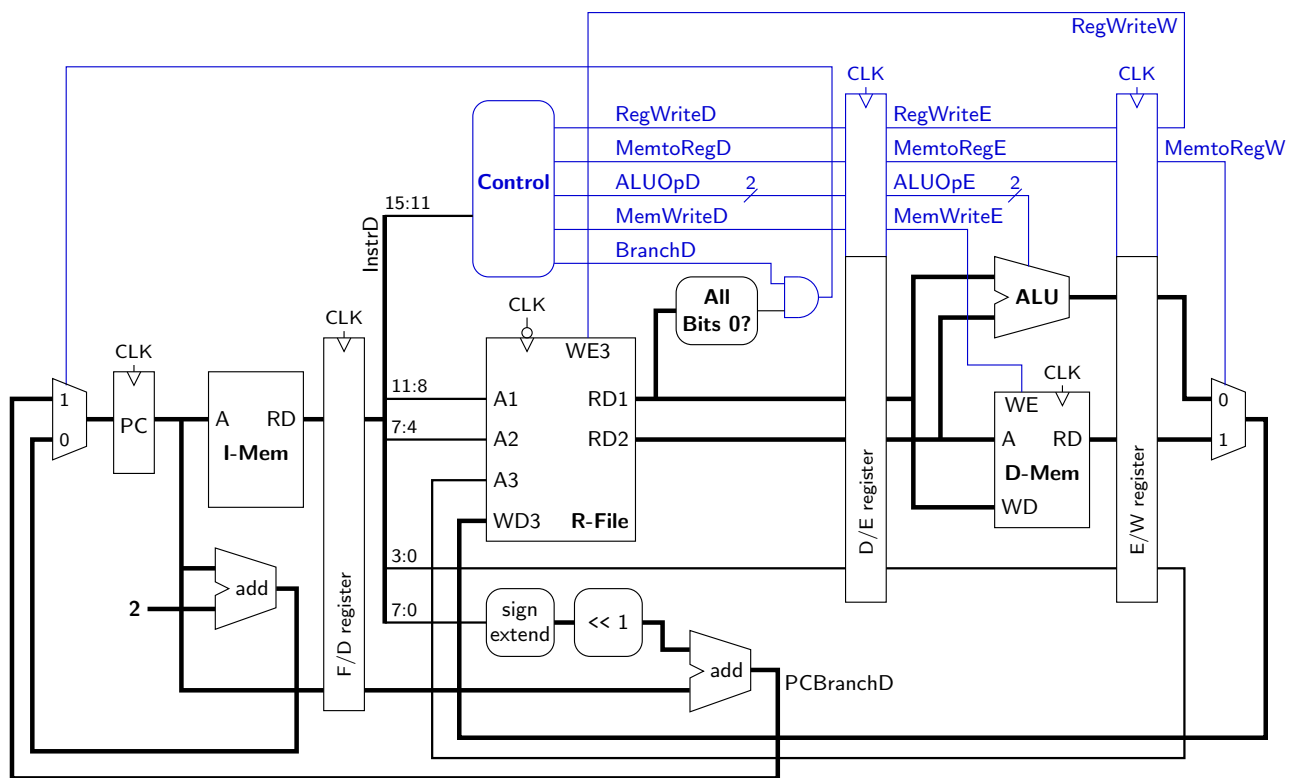 RegWriteW
CLK
CLK
RegWriteD
RegWriteE
MemtoRegD
MemtoRegE
MemtoRegW
Control
ALUOpD
2
ALUOpE
2
15:11
MemWriteD
MemWriteE
InstrD
BranchD
All
Bits 0?
ALU
CLK
CLK
CLK
WE3
CLK
11:8
A1
RD1
WE
0
1
PC
A
RD
7:4
A2
RD2
A
RD
1
0
I-Mem
A3
D-Mem
WD3
R-File
WD
D/E register
E/W register
3:0
add
2
F/D register
7:0
sign
extend
<< 1
add
PCBranchD